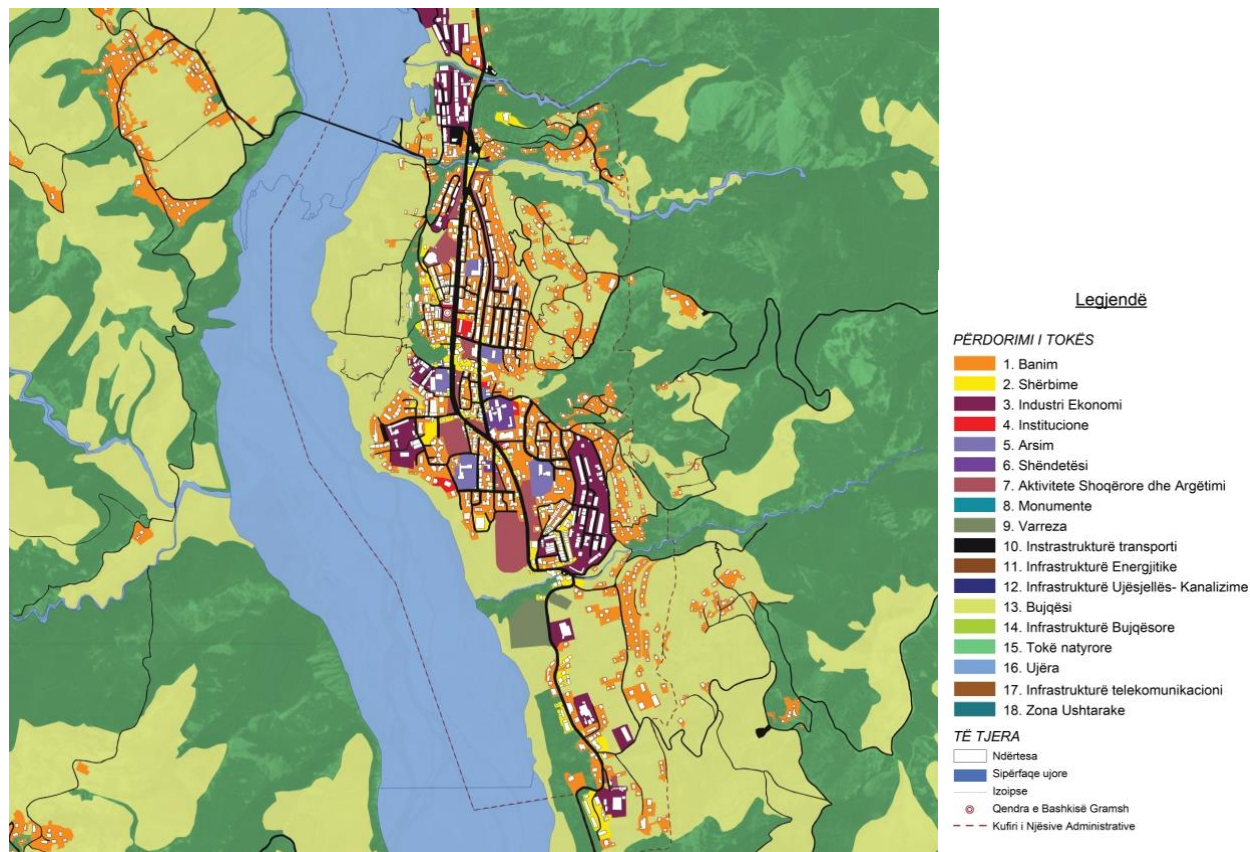 Legjendë
PËRDORIMI I TOKËS
1. Banim
2. Shërbime
3. Industri Ekonomi
4. Institucione
5. Arsim
6. Shëndetësi
7. Aktivitete Shoqërore dhe Argëtimi
8. Monumente
9. Varreza
10. Instrastrukturë transporti
11. Infrastrukturë Energjitike
12. Infrastrukturë Ujësjellës- Kanalizime
13. Bujqësi
14. Infrastrukturë Bujqësore
15. Tokë natyrore
16. Ujëra
17. Infrastrukturë telekomunikacioni
18. Zona Ushtarake
TË TJERA
Ndërtesa
Sipërfaqe ujore
Izoipse
Qendra e Bashkisë Gramsh
Kufiri i Njësive Administrative